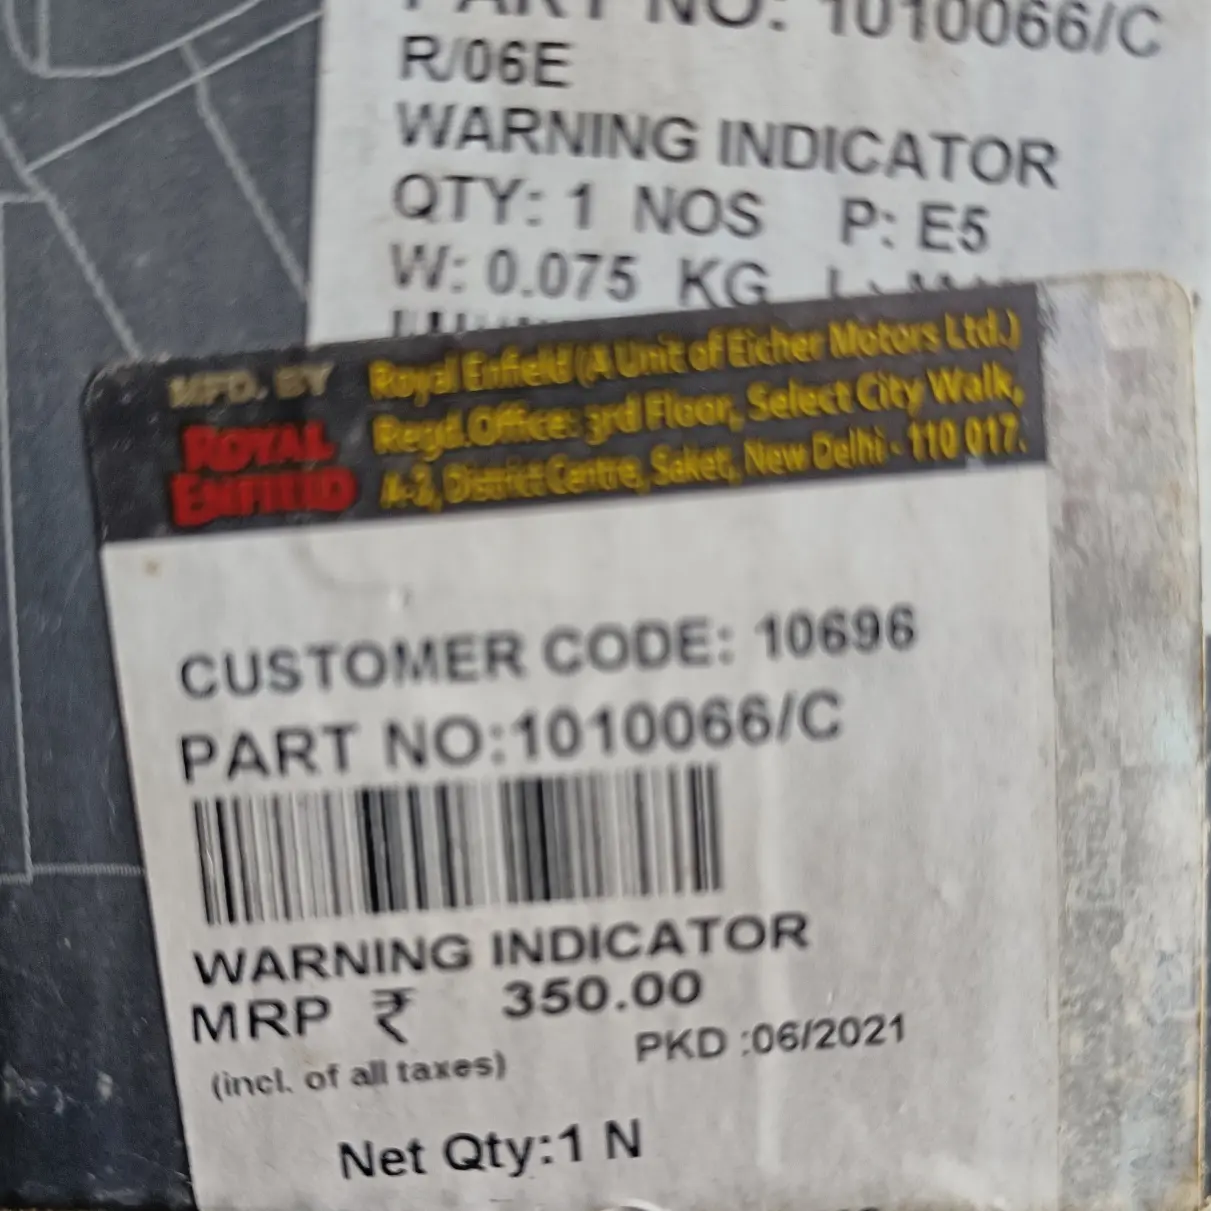 PART NO: 1010066/C
R/06E
WARNING INDICATOR
QTY: 1 NOS P: E5
W: 0.075 KG
MFD. BY
ROYAL
ENFIELD
Royal Enfield (A Unit of Eicher Motors Ltd.)
Regd.Office: 3rd Floor, Select City Walk,
A-3, District Centre, Saket, New Delhi - 110 017.
CUSTOMER CODE: 10696
PART NO:1010066/C
WARNING INDICATOR
MRP ₹ 350.00
PKD :06/2021
(incl. of all taxes)
Net Qty:1 N